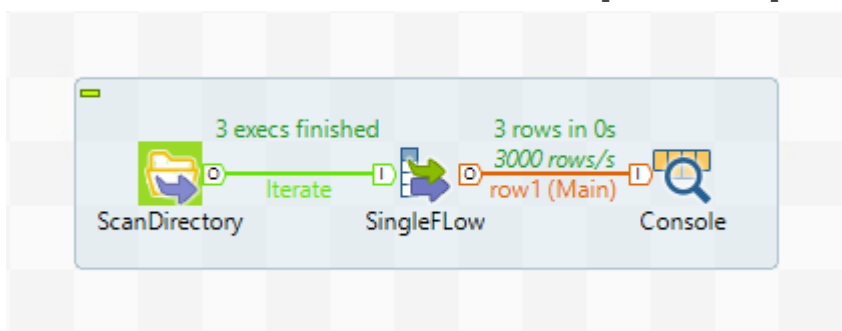 3 execs finished
3 rows in 0s
3000 rows/s
O
I
O
I
Iterate
row1 (Main)
ScanDirectory
SingleFLow
Console